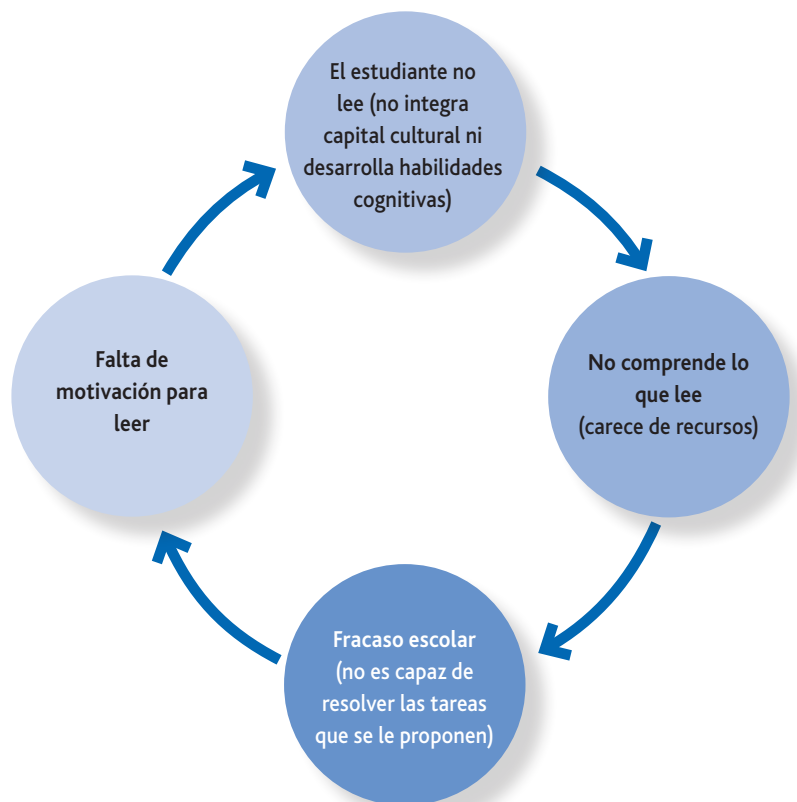 El estudiante no
lee (no integra
capital cultural ni
desarrolla habilidades
cognitivas)
No comprende lo
que lee
(carece de recursos)
Fracaso escolar
(no es capaz de
resolver las tareas
que se le proponen)
Falta de
motivación para
leer